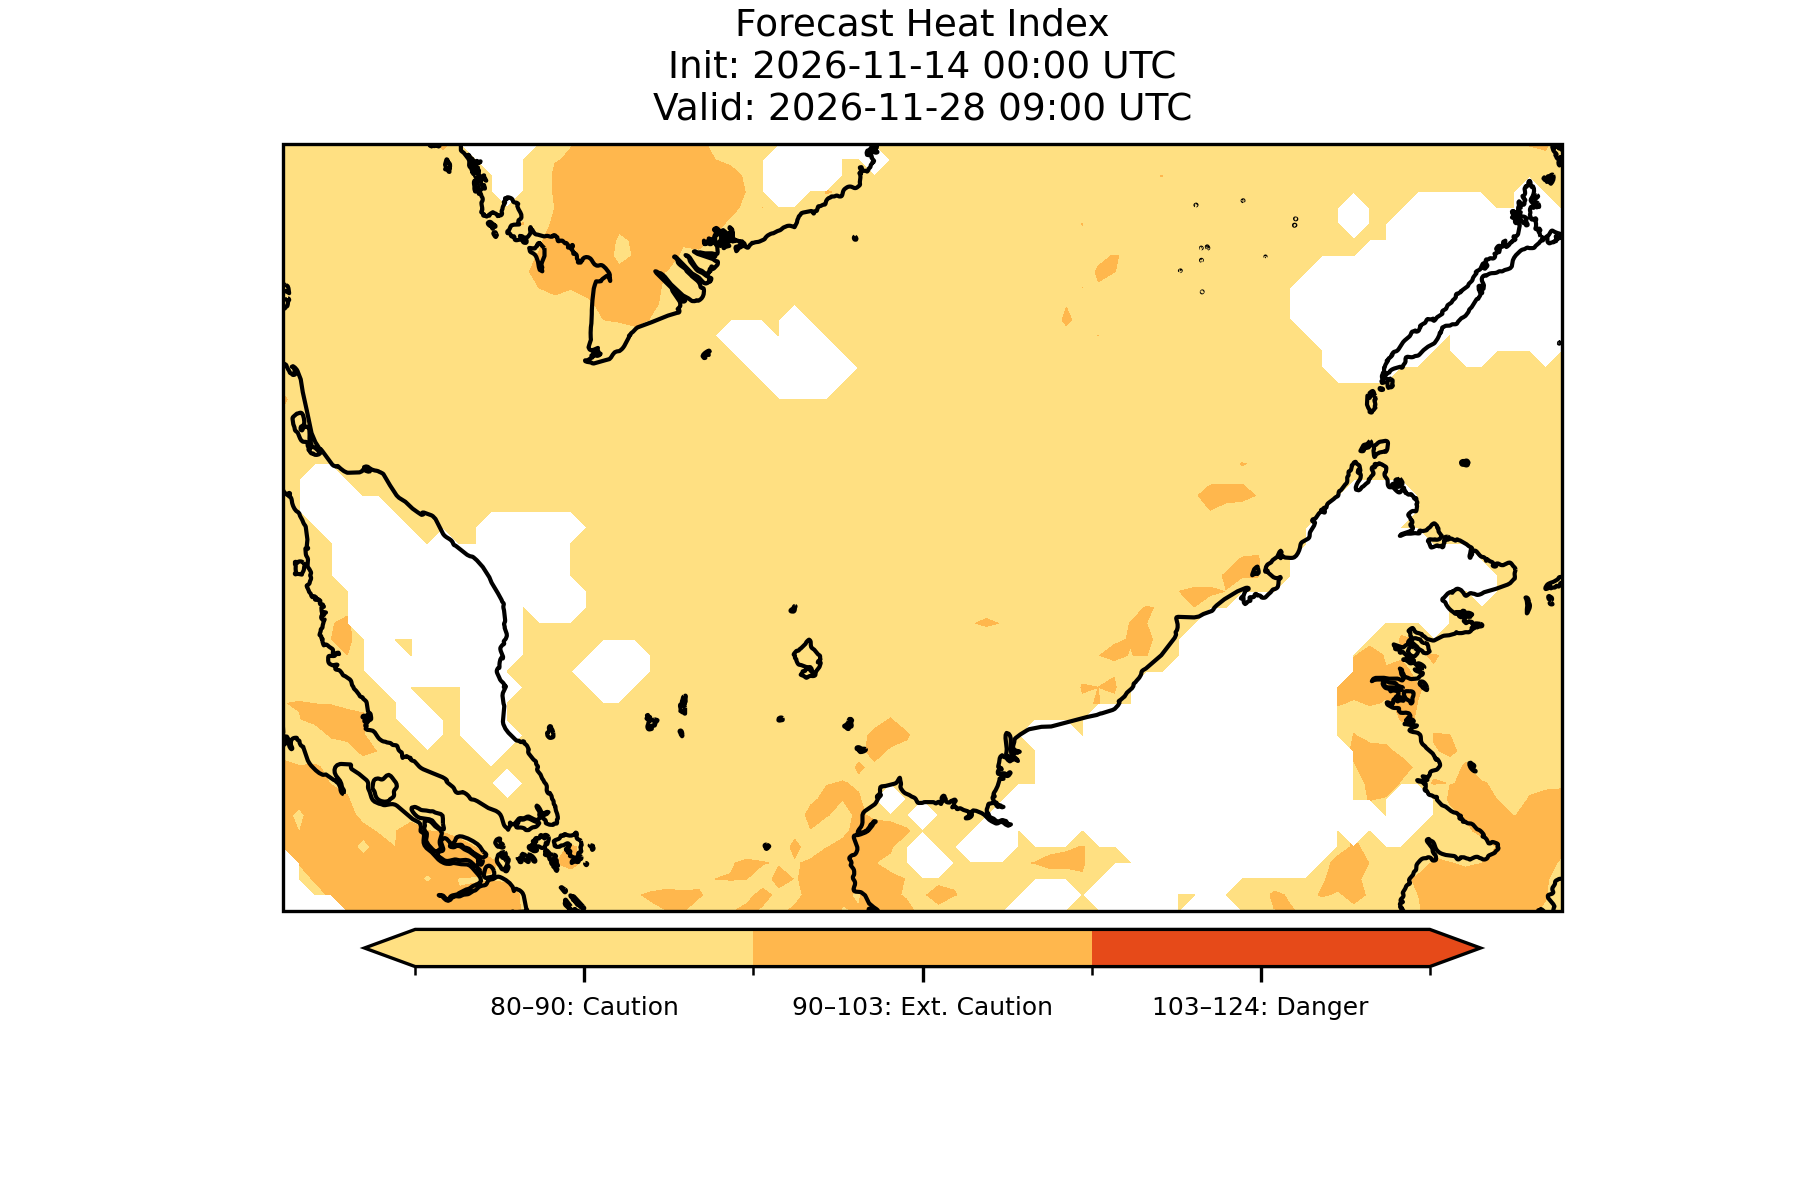 Forecast Heat Index
Init: 2026-11-14 00:00 UTC
Valid: 2026-11-28 09:00 UTC
80–90: Caution
90–103: Ext. Caution
103–124: Danger